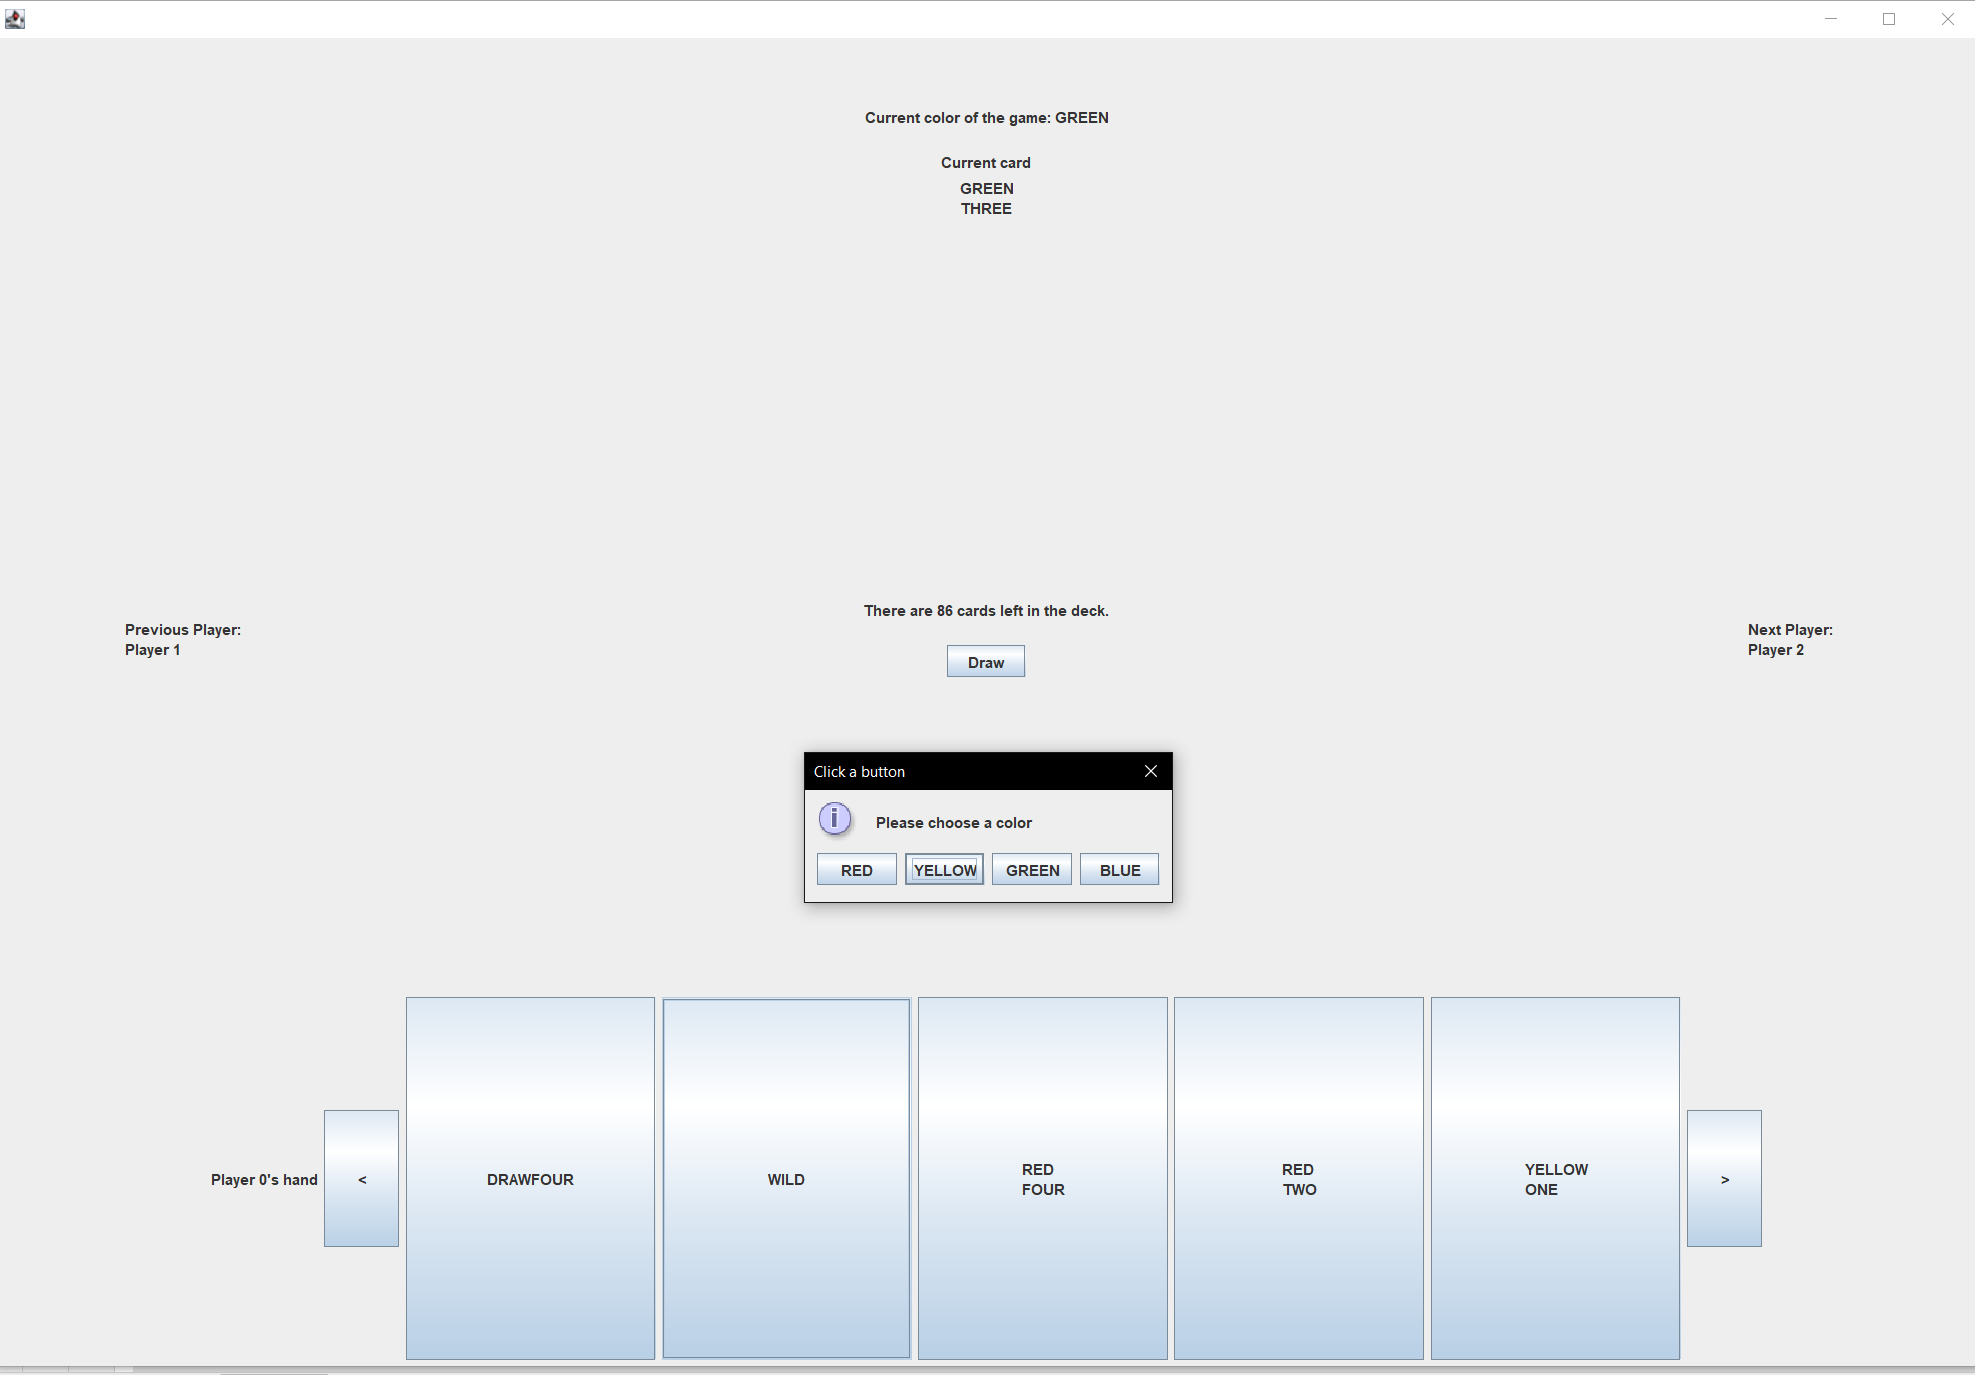 Current color of the game: GREEN
Current card
GREEN
THREE
There are 86 cards left in the deck.
Previous Player:
Player 1
Next Player:
Player 2
Draw
Click a button
Please choose a color
RED
YELLOW
GREEN
BLUE
Player 0's hand
<
DRAWFOUR
WILD
RED
FOUR
RED
TWO
YELLOW
ONE
>